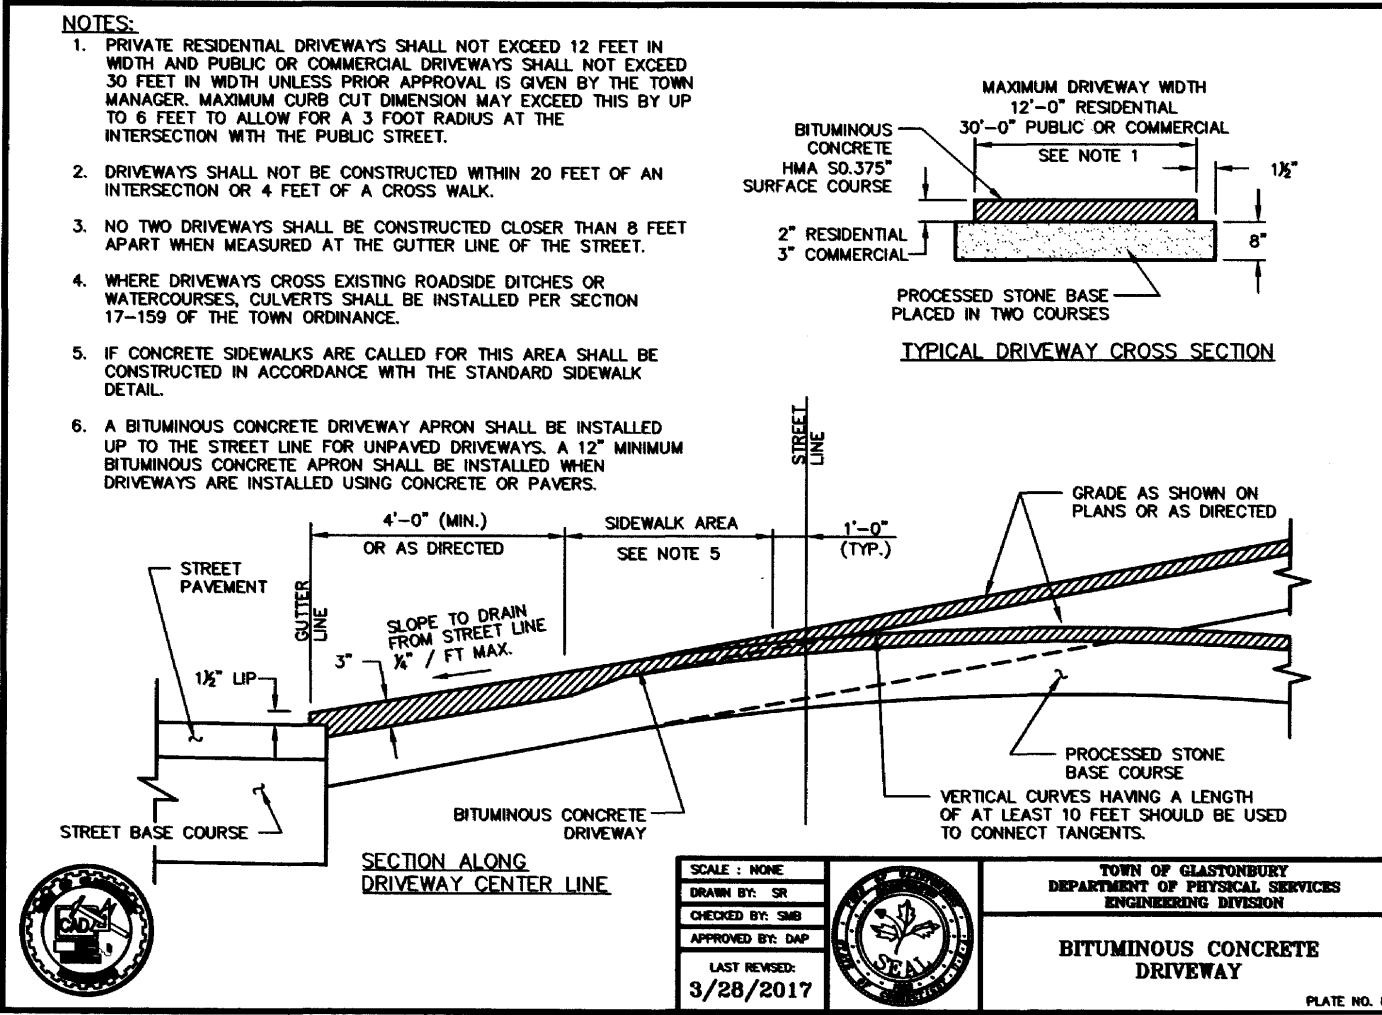 NOTES:
1. PRIVATE RESIDENTIAL DRIVEWAYS SHALL NOT EXCEED 12 FEET IN
WIDTH AND PUBLIC OR COMMERCIAL DRIVEWAYS SHALL NOT EXCEED
30 FEET IN WIDTH UNLESS PRIOR APPROVAL IS GIVEN BY THE TOWN
MANAGER. MAXIMUM CURB CUT DIMENSION MAY EXCEED THIS BY UP
TO 6 FEET TO ALLOW FOR A 3 FOOT RADIUS AT THE
INTERSECTION WITH THE PUBLIC STREET.
2. DRIVEWAYS SHALL NOT BE CONSTRUCTED WITHIN 20 FEET OF AN
INTERSECTION OR 4 FEET OF A CROSS WALK.
3. NO TWO DRIVEWAYS SHALL BE CONSTRUCTED CLOSER THAN 8 FEET
APART WHEN MEASURED AT THE GUTTER LINE OF THE STREET.
4. WHERE DRIVEWAYS CROSS EXISTING ROADSIDE DITCHES OR
WATERCOURSES, CULVERTS SHALL BE INSTALLED PER SECTION
17-159 OF THE TOWN ORDINANCE.
5. IF CONCRETE SIDEWALKS ARE CALLED FOR THIS AREA SHALL BE
CONSTRUCTED IN ACCORDANCE WITH THE STANDARD SIDEWALK
DETAIL.
6. A BITUMINOUS CONCRETE DRIVEWAY APRON SHALL BE INSTALLED
UP TO THE STREET LINE FOR UNPAVED DRIVEWAYS. A 12" MINIMUM
BITUMINOUS CONCRETE APRON SHALL BE INSTALLED WHEN
DRIVEWAYS ARE INSTALLED USING CONCRETE OR PAVERS.
MAXIMUM DRIVEWAY WIDTH
12'-0" RESIDENTIAL
30'-0" PUBLIC OR COMMERCIAL
SEE NOTE 1
BITUMINOUS
CONCRETE
HMA S0.375"
SURFACE COURSE
1½"
2" RESIDENTIAL
3" COMMERCIAL
8"
PROCESSED STONE BASE
PLACED IN TWO COURSES
TYPICAL DRIVEWAY CROSS SECTION
STREET
LINE
4'-0" (MIN.)
OR AS DIRECTED
SIDEWALK AREA
SEE NOTE 5
1'-0"
(TYP.)
GRADE AS SHOWN ON
PLANS OR AS DIRECTED
STREET
PAVEMENT
GUTTER
LINE
SLOPE TO DRAIN
FROM STREET LINE
¼" / FT MAX.
3"
1½" LIP
STREET BASE COURSE
BITUMINOUS CONCRETE
DRIVEWAY
PROCESSED STONE
BASE COURSE
VERTICAL CURVES HAVING A LENGTH
OF AT LEAST 10 FEET SHOULD BE USED
TO CONNECT TANGENTS.
SECTION ALONG
DRIVEWAY CENTER LINE
CAD
SCALE : NONE
DRAWN BY: SR
CHECKED BY: SMB
APPROVED BY: DAP
LAST REVISED:
3/28/2017
SEAL
TOWN OF GLASTONBURY
DEPARTMENT OF PHYSICAL SERVICES
ENGINEERING DIVISION
BITUMINOUS CONCRETE
DRIVEWAY
PLATE NO.